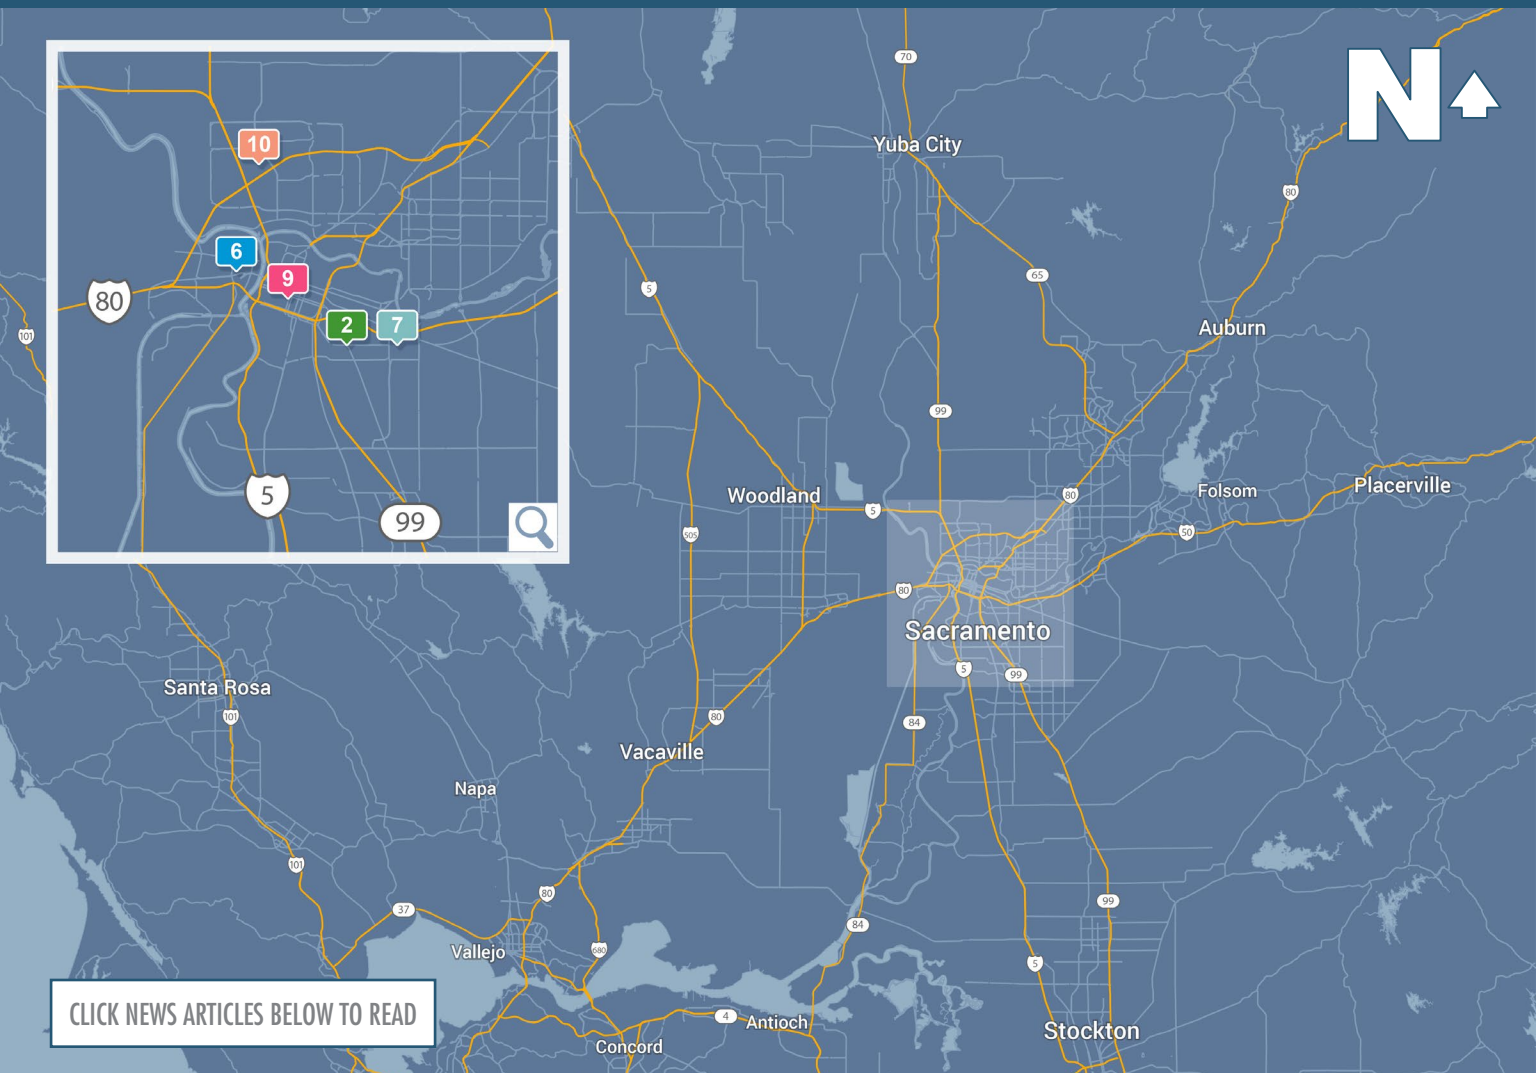 N
70
Yuba City
10
80
65
6
9
80
5
101
2
7
Auburn
99
5
99
Woodland
5
80
Folsom
Placerville
505
50
80
Sacramento
5
99
Santa Rosa
101
80
84
Vacaville
Napa
101
80
37
99
84
Vallejo
680
5
CLICK NEWS ARTICLES BELOW TO READ
4
Antioch
Stockton
Concord